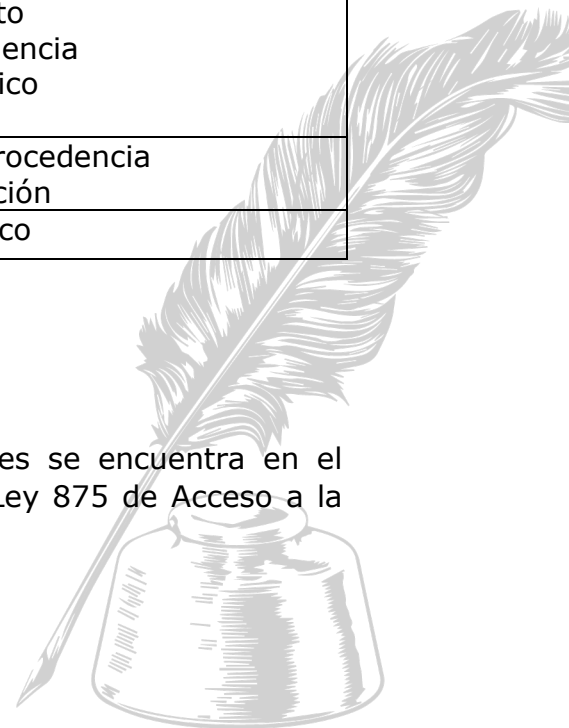 to
encia
ico
rocedencia
ción
co
es se encuentra en el
Ley 875 de Acceso a la